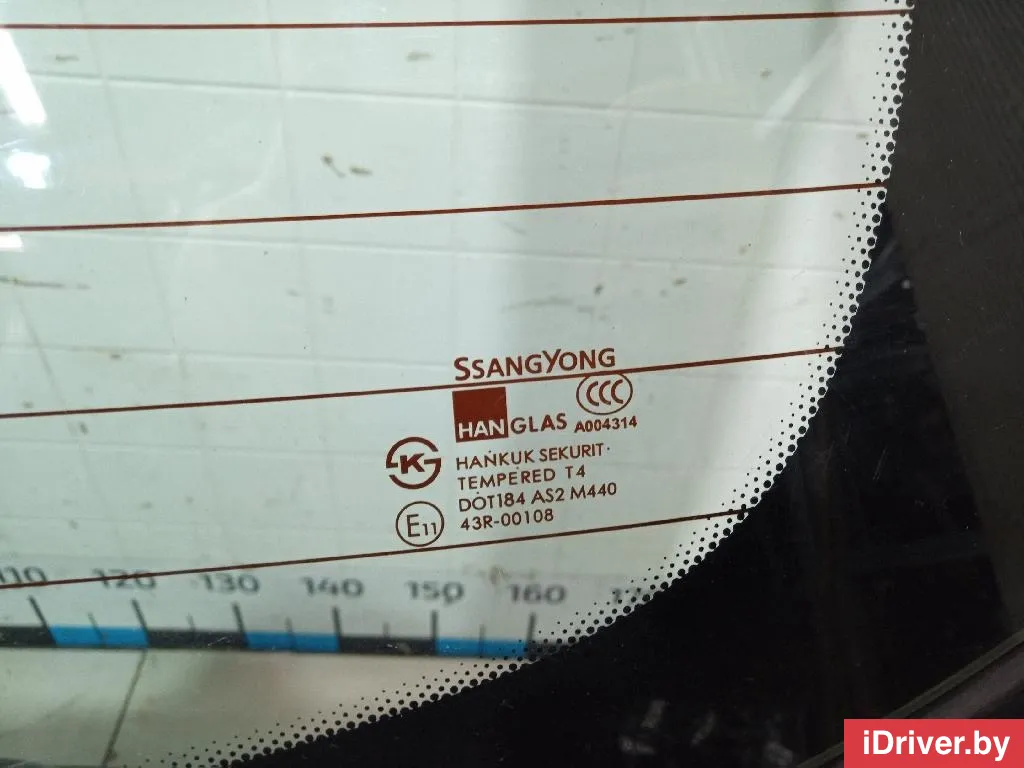 SSANGYONG
CCC
HANGLAS A004314
K
HANKUK SEKURIT
TEMPERED T4
DOT184 AS2 M440
E11 43R-00108
110 120 130 140 150 160
iDriver.by